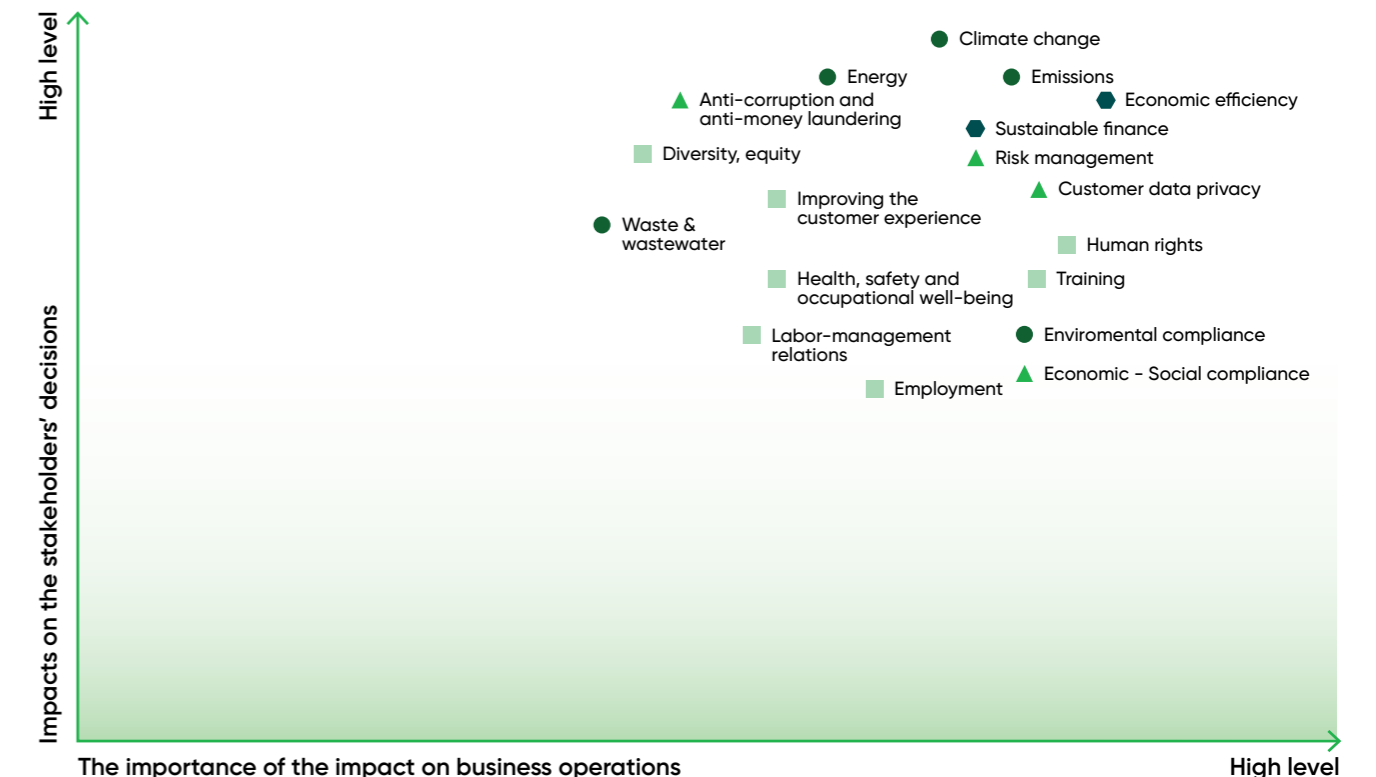 High level
Impacts on the stakeholders' decisions
Climate change
Energy
Emissions
Anti-corruption and
anti-money laundering
Economic efficiency
Sustainable finance
Diversity, equity
Risk management
Customer data privacy
Improving the
customer experience
Waste &
wastewater
Human rights
Health, safety and
occupational well-being
Training
Labor-management
relations
Enviromental compliance
Economic - Social compliance
Employment
The importance of the impact on business operations
High level